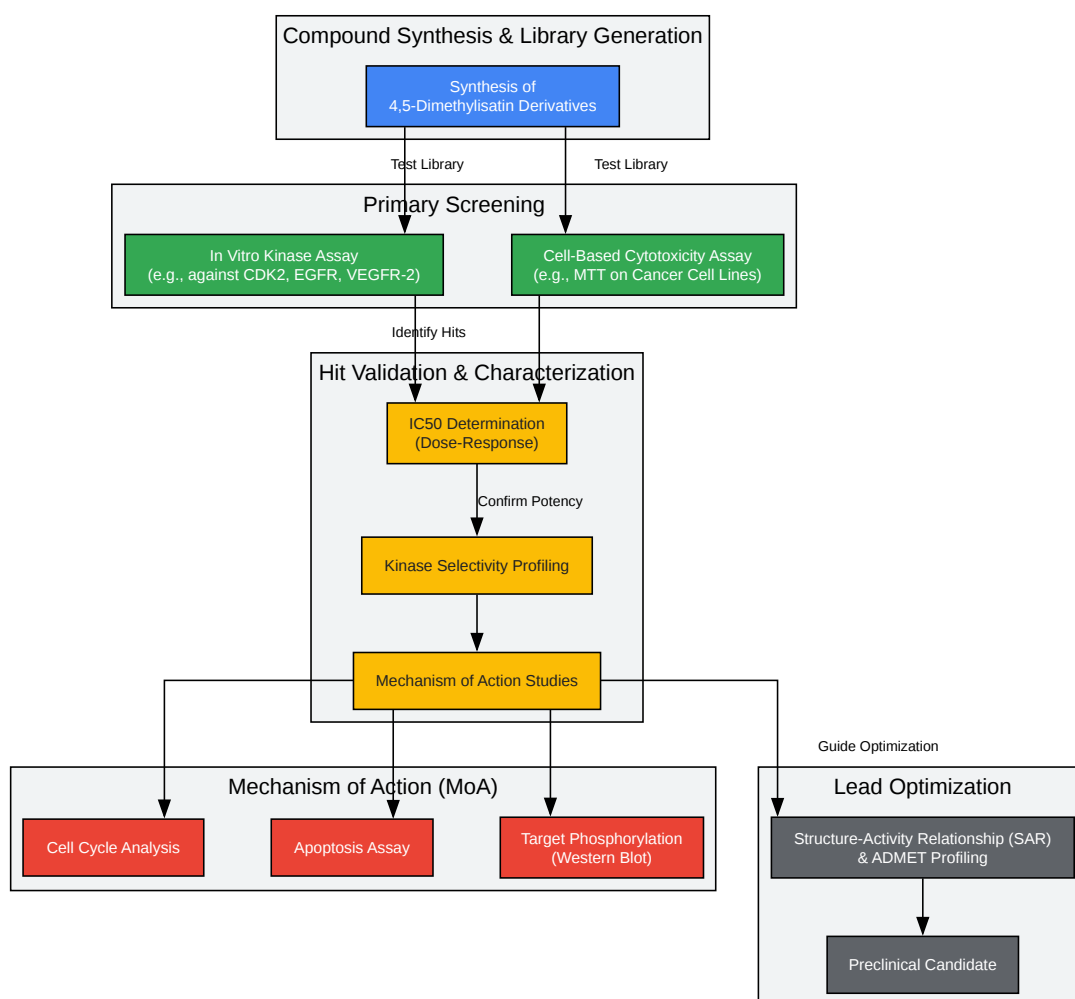 Compound Synthesis & Library Generation
Synthesis of
4,5-Dimethylisatin Derivatives
Test Library
Test Library
Primary Screening
In Vitro Kinase Assay
(e.g., against CDK2, EGFR, VEGFR-2)
Cell-Based Cytotoxicity Assay
(e.g., MTT on Cancer Cell Lines)
Identify Hits
Hit Validation & Characterization
IC50 Determination
(Dose-Response)
Confirm Potency
Kinase Selectivity Profiling
Mechanism of Action Studies
Guide Optimization
Mechanism of Action (MoA)
Cell Cycle Analysis
Apoptosis Assay
Target Phosphorylation
(Western Blot)
Lead Optimization
Structure-Activity Relationship (SAR)
& ADMET Profiling
Preclinical Candidate